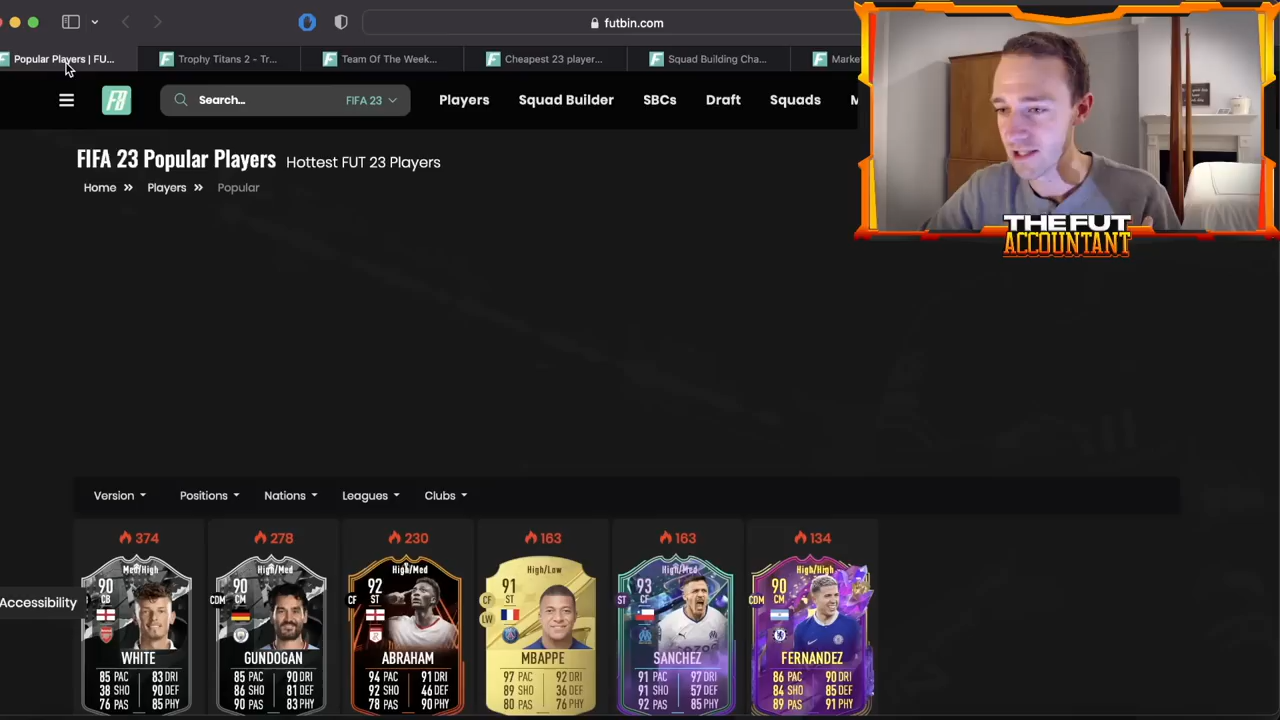 futbin.com
Popular Players | FU...
Trophy Titans 2 - Tr...
Team Of The Week...
Cheapest 23 player...
Squad Building Cha...
Marke
F8
Search...
FIFA 23
Players
Squad Builder
SBCs
Draft
Squads
M
THE FUT
ACCOUNTANT
FIFA 23 Popular Players
Hottest FUT 23 Players
Home
Players
Popular
Version
Positions
Nations
Leagues
Clubs
374
278
230
163
163
134
Accessibility
Med/High
90
CB
WHITE
85 PAC 83 DRI
38 SHO 90 DEF
76 PAS 85 PHY
High/Med
90
CM
CDM
GUNDOGAN
85 PAC 90 DRI
86 SHO 81 DEF
90 PAS 83 PHY
High/Med
92
ST
CF
ABRAHAM
94 PAC 91 DRI
92 SHO 46 DEF
78 PAS 90 PHY
High/Low
91
ST
CF
LW
MBAPPE
97 PAC 92 DRI
89 SHO 36 DEF
80 PAS 76 PHY
High/Med
93
CF
ST
SANCHEZ
91 PAC 97 DRI
91 SHO 57 DEF
92 PAS 85 PHY
High/High
90
CM
CDM
FERNANDEZ
86 PAC 90 DRI
84 SHO 85 DEF
89 PAS 91 PHY